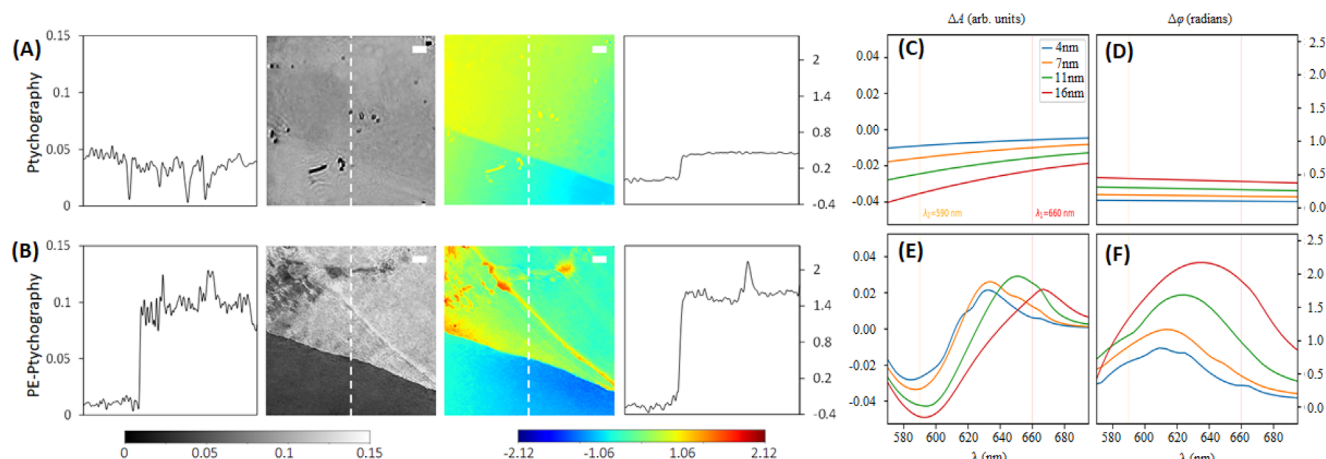 ΔA (arb. units)
Δφ (radians)
(A)
Ptychography
0.15
0.1
0.05
0
2
1.4
0.8
0.2
-0.4
(C)
4nm
7nm
11nm
16nm
0.04
0.02
0.00
-0.02
-0.04
λ₂=590 nm
λ₁=660 nm
(D)
2.5
2.0
1.5
1.0
0.5
0.0
(B)
PE-Ptychography
0.15
0.1
0.05
0
2
1.4
0.8
0.2
-0.4
(E)
0.04
0.02
0.00
-0.02
-0.04
580 600 620 640 660 680
λ (nm)
(F)
2.5
2.0
1.5
1.0
0.5
0.0
580 600 620 640 660 680
λ (nm)
0 0.05 0.1 0.15
-2.12 -1.06 1.06 2.12